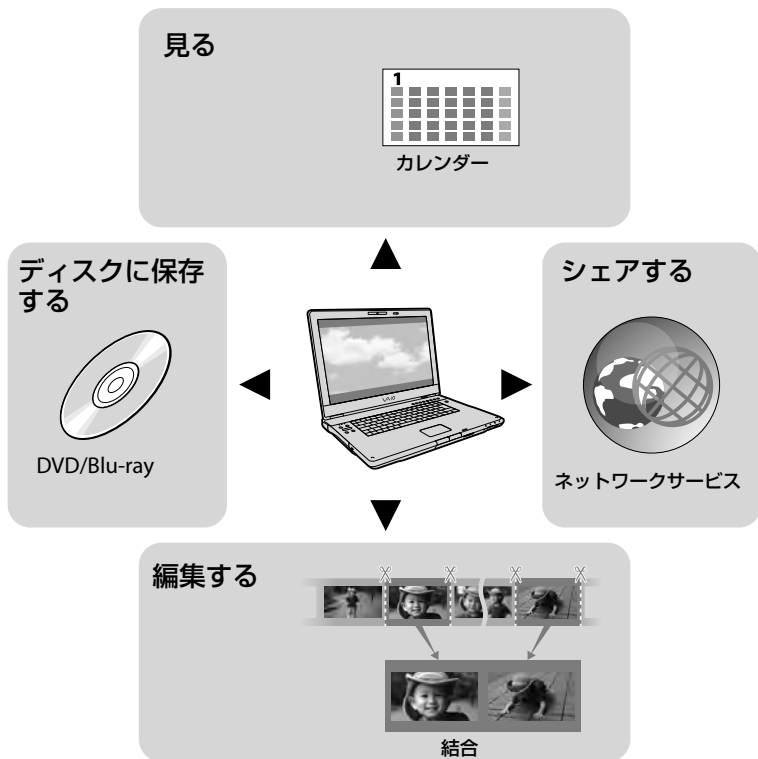 見る
1
カレンダー
ディスクに保存
する
DVD/Blu-ray
シェアする
ネットワークサービス
VAIO
編集する
結合